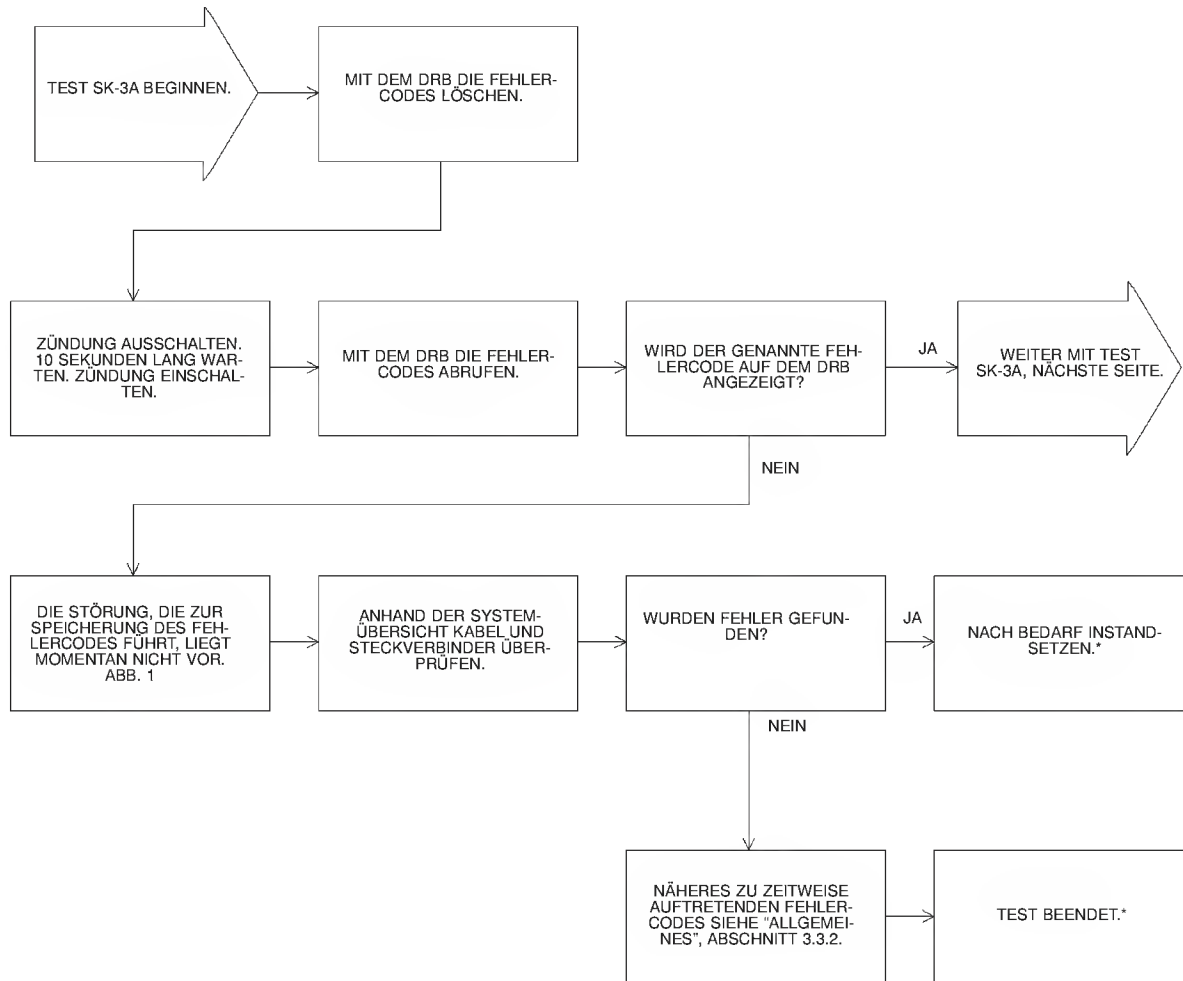 TEST SK-3A BEGINNEN.
MIT DEM DRB DIE FEHLER-
CODES LÖSCHEN.
ZÜNDUNG AUSSCHALTEN.
10 SEKUNDEN LANG WAR-
TEN. ZÜNDUNG EINSCHAL-
TEN.
MIT DEM DRB DIE FEHLER-
CODES ABRUFEN.
WIRD DER GENANNTE FEH-
LERCODE AUF DEM DRB
ANGEZEIGT?
JA
WEITER MIT TEST
SK-3A, NÄCHSTE SEITE.
NEIN
DIE STÖRUNG, DIE ZUR
SPEICHERUNG DES FEH-
LERCODES FÜHRT, LIEGT
MOMENTAN NICHT VOR.
ABB. 1
ANHAND DER SYSTEM-
ÜBERSICHT KABEL UND
STECKVERBINDER ÜBER-
PRÜFEN.
WURDEN FEHLER GEFUN-
DEN?
JA
NACH BEDARF INSTAND-
SETZEN.*
NEIN
NÄHERES ZU ZEITWEISE
AUFTRETENDEN FEHLER-
CODES SIEHE "ALLGEMEI-
NES", ABSCHNITT 3.3.2.
TEST BEENDET.*